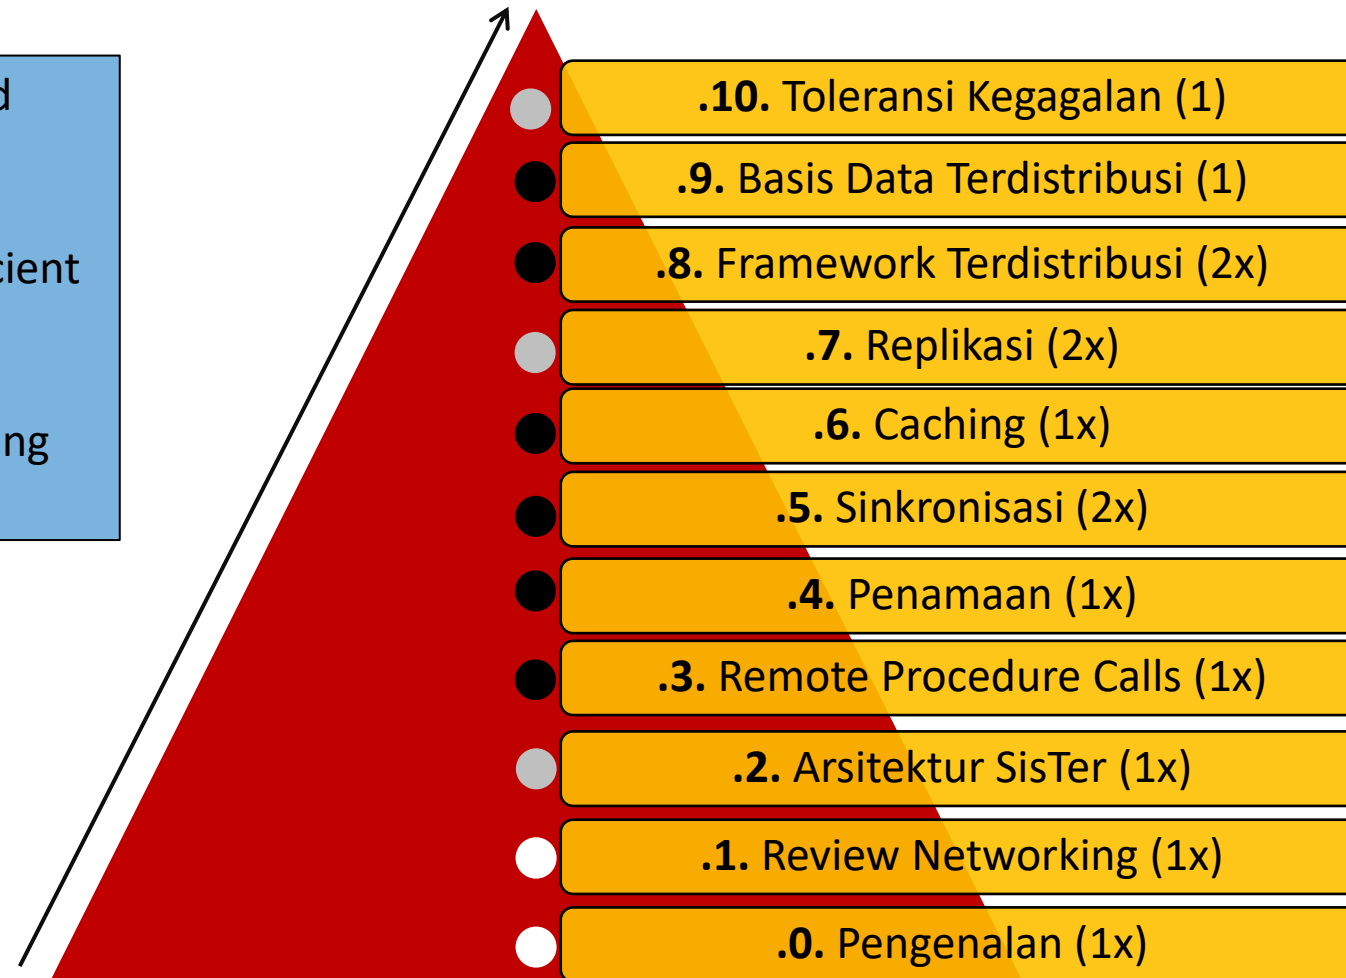 .10. Toleransi Kegagalan (1)
.9. Basis Data Terdistribusi (1)
.8. Framework Terdistribusi (2x)
.7. Replikasi (2x)
.6. Caching (1x)
.5. Sinkronisasi (2x)
.4. Penamaan (1x)
.3. Remote Procedure Calls (1x)
.2. Arsitektur SisTer (1x)
.1. Review Networking (1x)
.0. Pengenalan (1x)